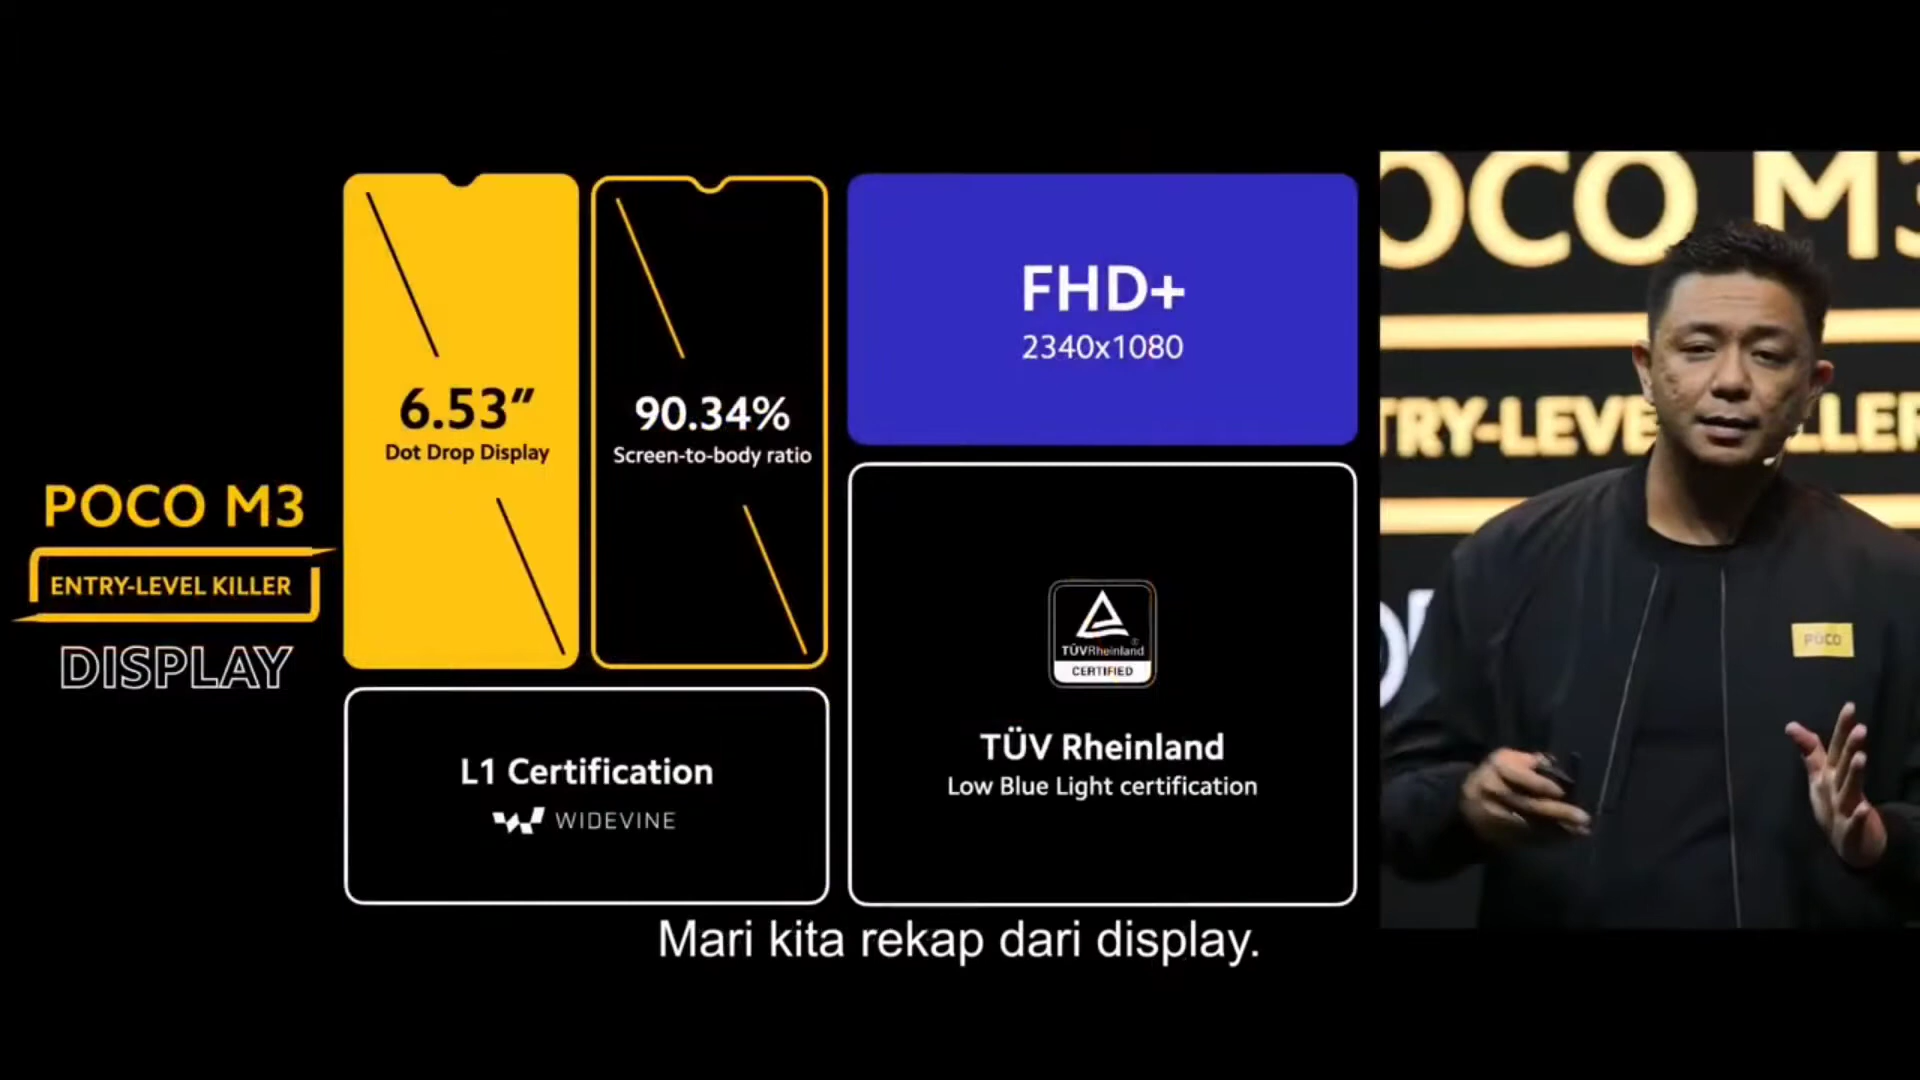 POCO M3
ENTRY-LEVEL KILLER
DISPLAY
6.53”
Dot Drop Display
90.34%
Screen-to-body ratio
FHD+
2340x1080
L1 Certification
WIDEVINE
TÜVRheinland®
CERTIFIED
TÜV Rheinland
Low Blue Light certification
OCO M3
TRY-LEVE LLER
POCO
Mari kita rekap dari display.